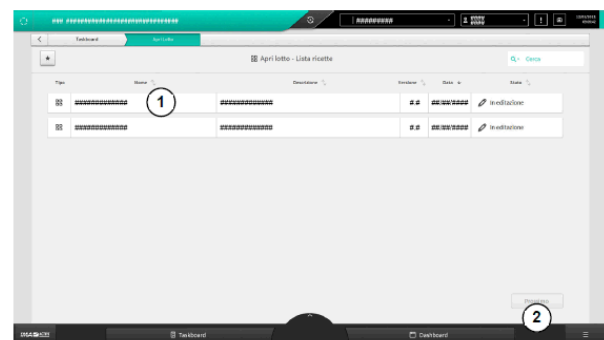 ### ##############################
| ##########
####
Taskboard
Apri lotto
Apri lotto - Lista ricette
Cerca
Tipo Nome Descrizione Versione Data Stato
############# ############# #.# ##/##/#### In editazione
1
############# ############# #.# ##/##/#### In editazione
2
Taskboard Dashboard